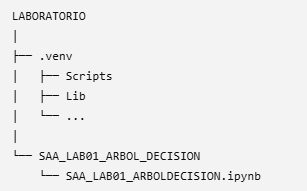 LABORATORIO
│
├── .venv
│   ├── Scripts
│   ├── Lib
│   └── ...
│
└── SAA_LAB01_ARBOL_DECISION
    └── SAA_LAB01_ARBOLDECISION.ipynb